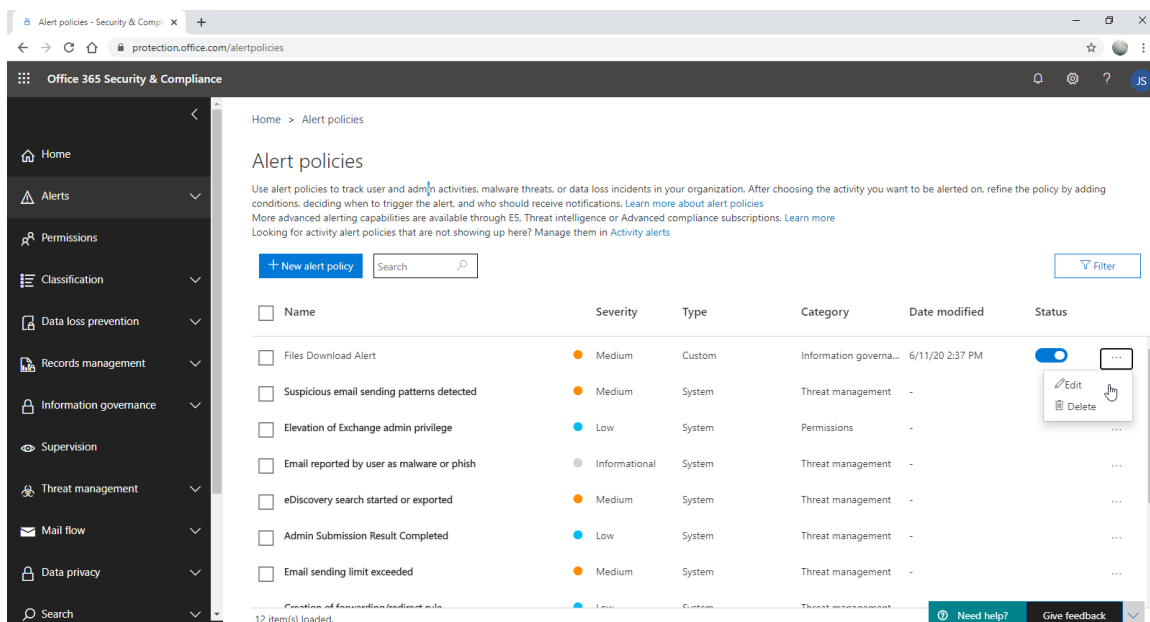 Alert policies - Security & Compl
protection.office.com/alertpolicies
Office 365 Security & Compliance
JS
Home
Alerts
Permissions
Classification
Data loss prevention
Records management
Information governance
Supervision
Threat management
Mail flow
Data privacy
Search
Home > Alert policies
Alert policies
Use alert policies to track user and admin activities, malware threats, or data loss incidents in your organization. After choosing the activity you want to be alerted on, refine the policy by adding
conditions, deciding when to trigger the alert, and who should receive notifications. Learn more about alert policies
More advanced alerting capabilities are available through E5, Threat intelligence or Advanced compliance subscriptions. Learn more
Looking for activity alert policies that are not showing up here? Manage them in Activity alerts
New alert policy Search Filter
Name Severity Type Category Date modified Status
Files Download Alert Medium Custom Information governa... 6/11/20 2:37 PM
Edit
Delete
Suspicious email sending patterns detected Medium System Threat management -
Elevation of Exchange admin privilege Low System Permissions -
Email reported by user as malware or phish Informational System Threat management -
eDiscovery search started or exported Medium System Threat management -
Admin Submission Result Completed Low System Threat management -
Email sending limit exceeded Medium System Threat management -
Creation of forwarding/redirect rule Low System Threat management -
12 item(s) loaded.
Need help? Give feedback